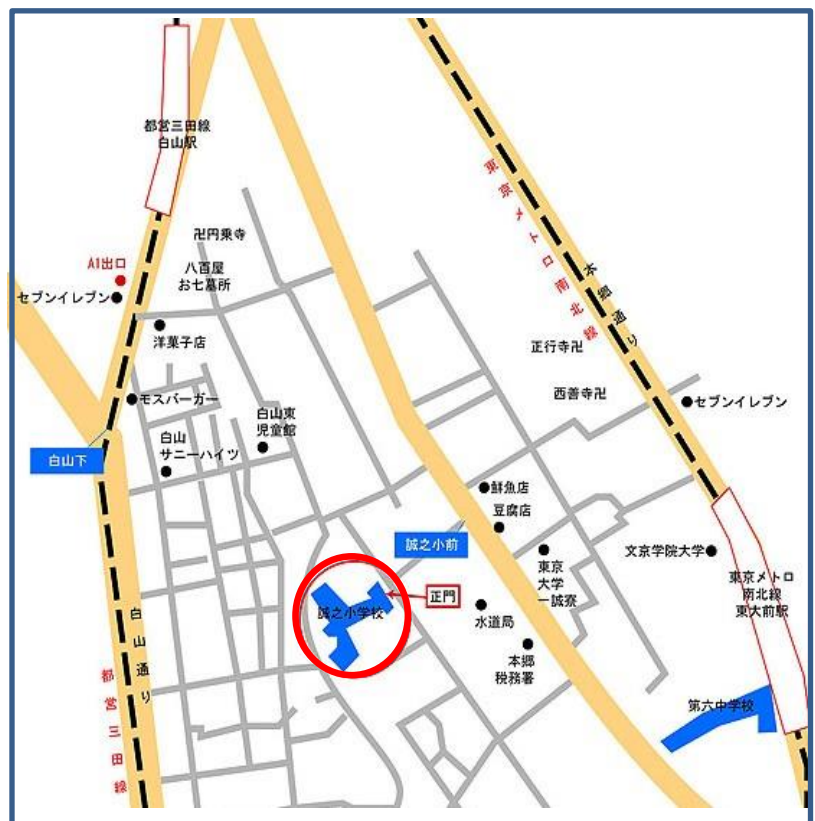 都営三田線
白山駅
卍円乗寺
八百屋
お七墓所
A1出口
セブンイレブン
洋菓子店
モスバーガー
白山東
児童館
白山
サニーハイツ
白山下
東京メトロ南北線
本郷通り
正行寺卍
西善寺卍
セブンイレブン
鮮魚店
豆腐店
誠之小前
東京
大学
一誠寮
文京学院大学
東京メトロ
南北線
東大前駅
正門
誠之小学校
水道局
本郷
税務署
第六中学校
白山通り
都営三田線